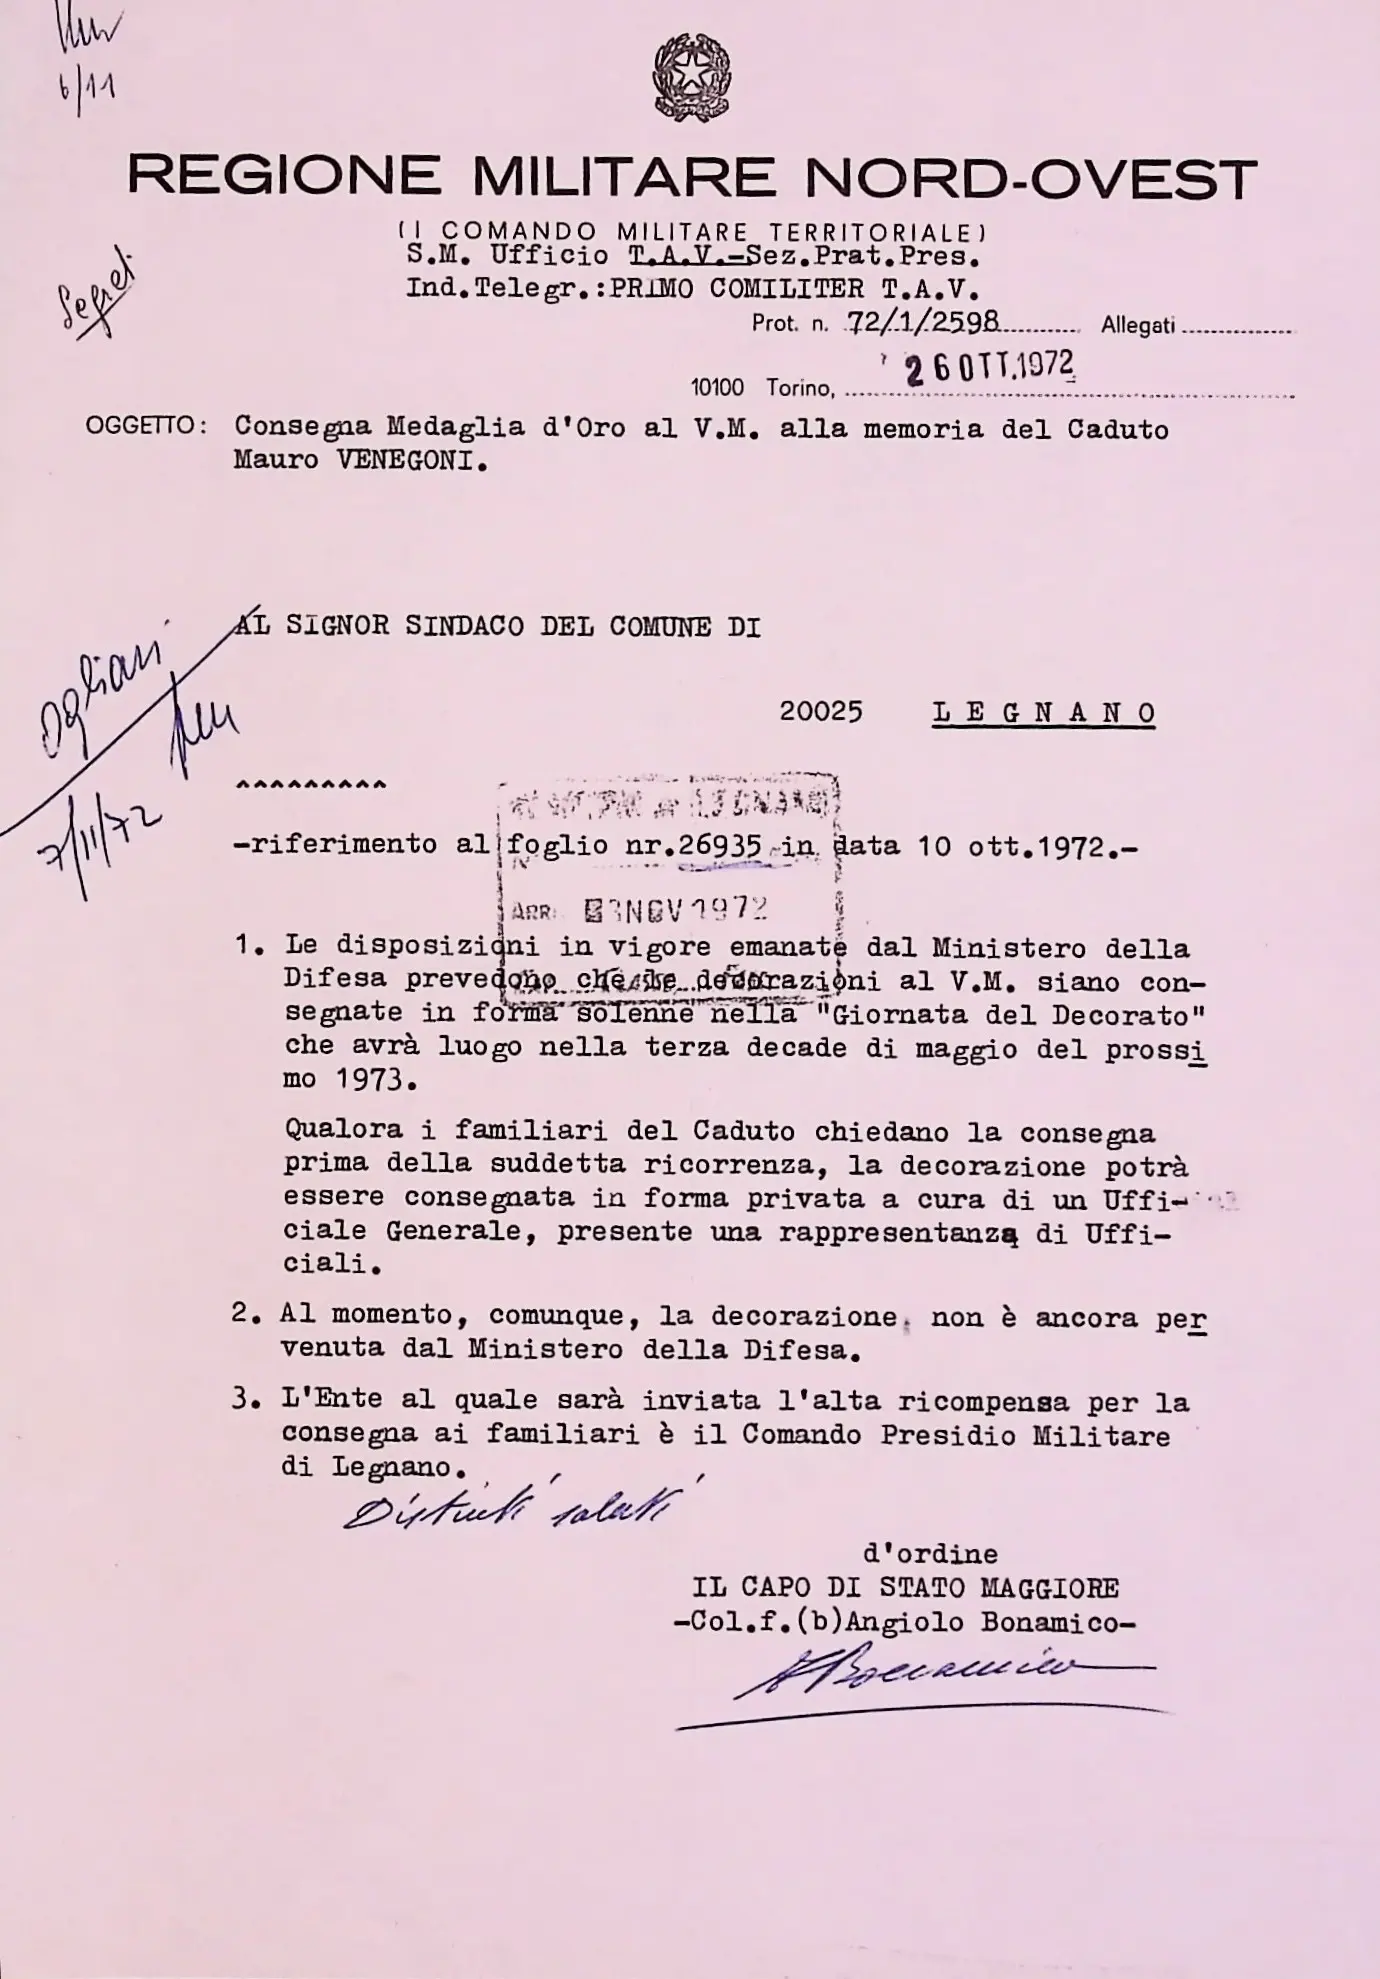 6/11
REGIONE MILITARE NORD-OVEST
(I COMANDO MILITARE TERRITORIALE)
S.M. Ufficio T.A.V.-Sez.Prat.Pres.
Ind.Telegr.:PRIMO COMILITER T.A.V.
Segret
Prot. n. 72/1/2598 Allegati
26 OTT.1972
10100 Torino,
OGGETTO: Consegna Medaglia d'Oro al V.M. alla memoria del Caduto
Mauro VENEGONI.
AL SIGNOR SINDACO DEL COMUNE DI
Ogliari
20025 LEGNANO
7/11/72
^^^^^^^^^
LEGNANO
-riferimento al foglio nr.26935 in data 10 ott.1972.-
ARR. 3 NOV 1972
1. Le disposizioni in vigore emanate dal Ministero della
Difesa prevedono che le decorazioni al V.M. siano con-
segnate in forma solenne nella "Giornata del Decorato"
che avrà luogo nella terza decade di maggio del prossi
mo 1973.
Qualora i familiari del Caduto chiedano la consegna
prima della suddetta ricorrenza, la decorazione potrà
essere consegnata in forma privata a cura di un Uffi-
ciale Generale, presente una rappresentanza di Uffi-
ciali.
2. Al momento, comunque, la decorazione non è ancora per
venuta dal Ministero della Difesa.
3. L'Ente al quale sarà inviata l'alta ricompensa per la
consegna ai familiari è il Comando Presidio Militare
di Legnano.
Distinti saluti
d'ordine
IL CAPO DI STATO MAGGIORE
-Col.f.(b)Angiolo Bonamico-
ABonamico